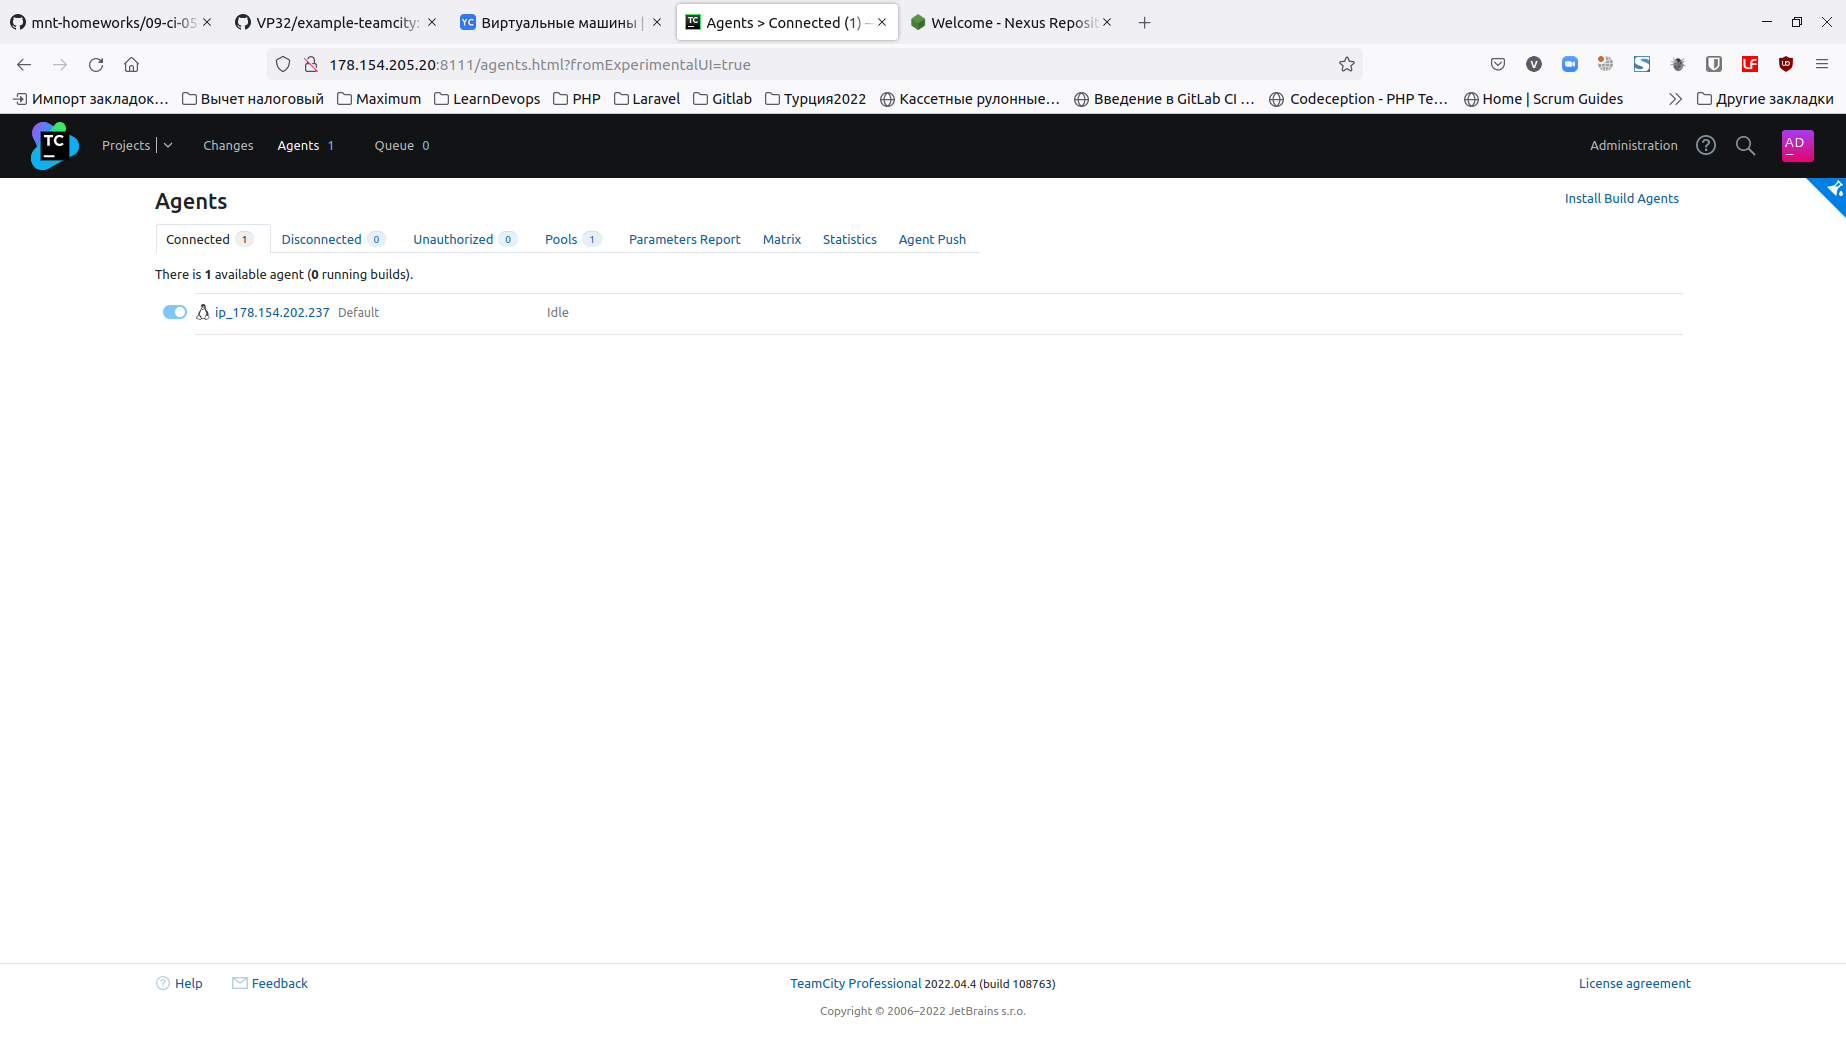 mnt-homeworks/09-ci-05 VP32/example-teamcity: YC Виртуальные машины | TC Agents > Connected (1) – Welcome - Nexus Reposit
178.154.205.20:8111/agents.html?fromExperimentalUI=true V LF UD
Импорт закладок… Вычет налоговый Maximum LearnDevops PHP Laravel Gitlab Турция2022 Кассетные рулонные… Введение в GitLab CI … Codeception - PHP Te… Home | Scrum Guides Другие закладки
TC Projects Changes Agents 1 Queue 0 Administration AD
Agents Install Build Agents
Connected 1 Disconnected 0 Unauthorized 0 Pools 1 Parameters Report Matrix Statistics Agent Push
There is 1 available agent (0 running builds).
ip_178.154.202.237 Default Idle
Help Feedback TeamCity Professional 2022.04.4 (build 108763) License agreement
Copyright © 2006–2022 JetBrains s.r.o.